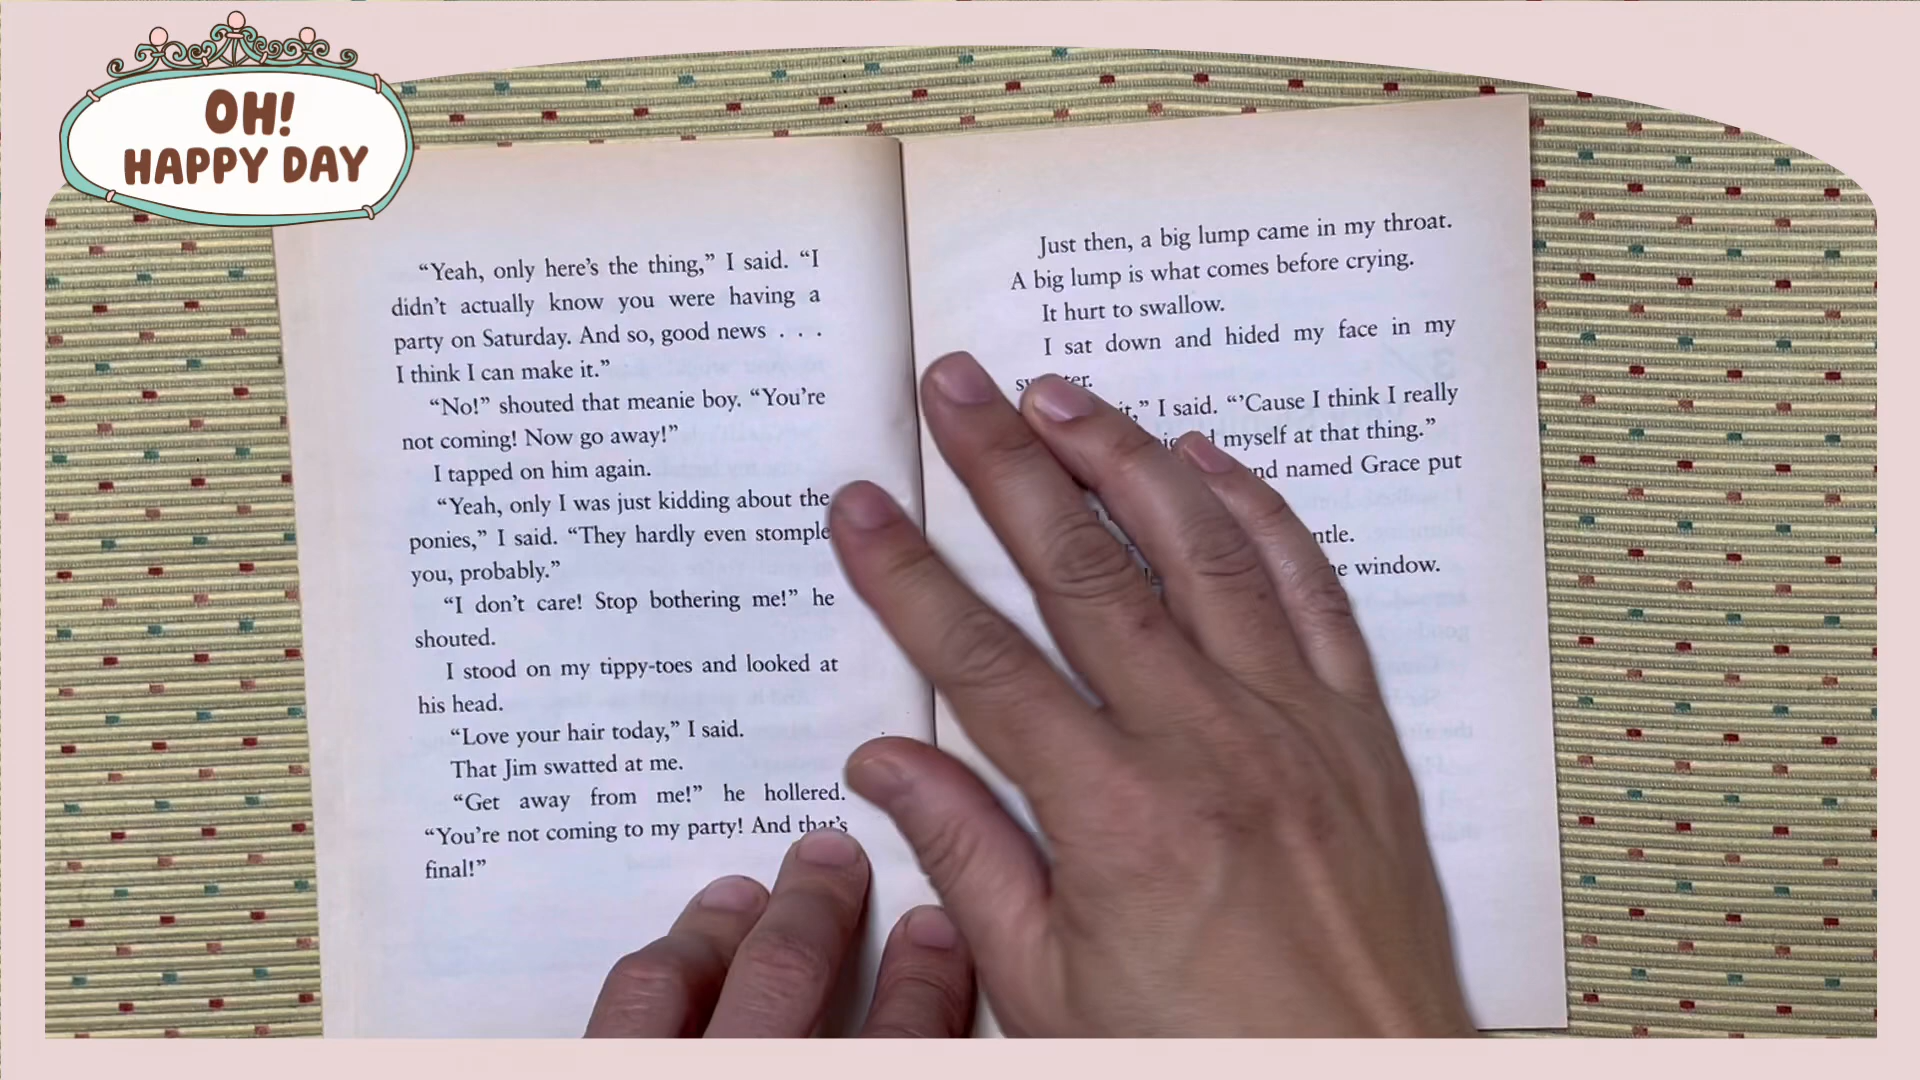 OH!
HAPPY DAY
“Yeah, only here’s the thing,” I said. “I
didn’t actually know you were having a
party on Saturday. And so, good news . . .
I think I can make it.”
“No!” shouted that meanie boy. “You’re
not coming! Now go away!”
I tapped on him again.
“Yeah, only I was just kidding about the
ponies,” I said. “They hardly even stomple
you, probably.”
“I don’t care! Stop bothering me!” he
shouted.
I stood on my tippy-toes and looked at
his head.
“Love your hair today,” I said.
That Jim swatted at me.
“Get away from me!” he hollered.
“You’re not coming to my party! And that’s
final!”
Just then, a big lump came in my throat.
A big lump is what comes before crying.
It hurt to swallow.
I sat down and hided my face in my
I said. “’Cause I think I really
myself at that thing.”
named Grace put
window.